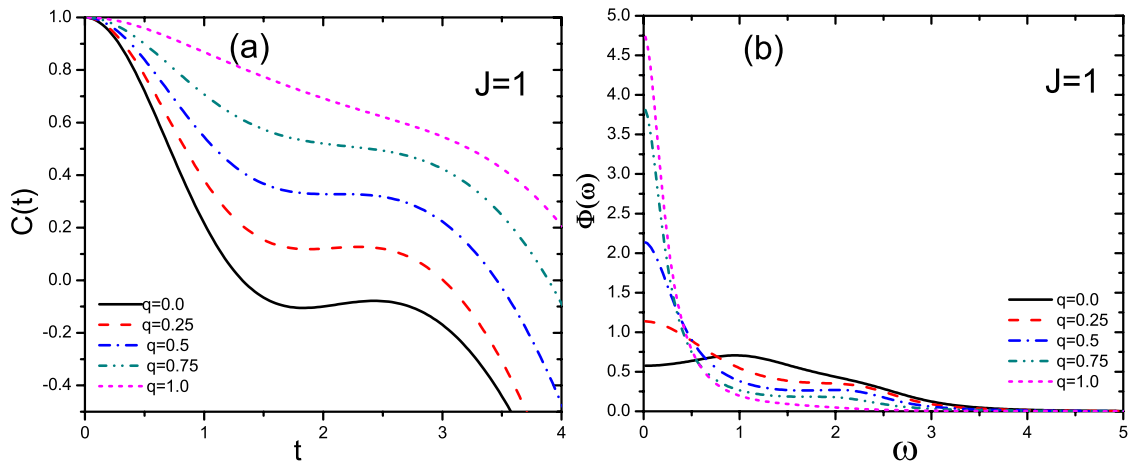 (a)
J=1
C(t)
1.0
0.8
0.6
0.4
0.2
0.0
-0.2
-0.4
q=0.0
q=0.25
q=0.5
q=0.75
q=1.0
0 1 2 3 4
t
(b)
J=1
Φ(ω)
5.0
4.5
4.0
3.5
3.0
2.5
2.0
1.5
1.0
0.5
0.0
q=0.0
q=0.25
q=0.5
q=0.75
q=1.0
0 1 2 3 4 5
ω